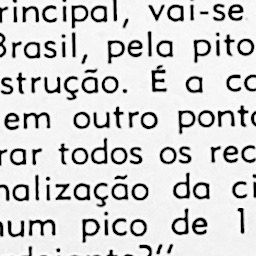 rincipal, vai-se
Brasil, pela pito
strução. É a co
em outro ponto
rar todos os rec
nalização da ci
num pico de 1